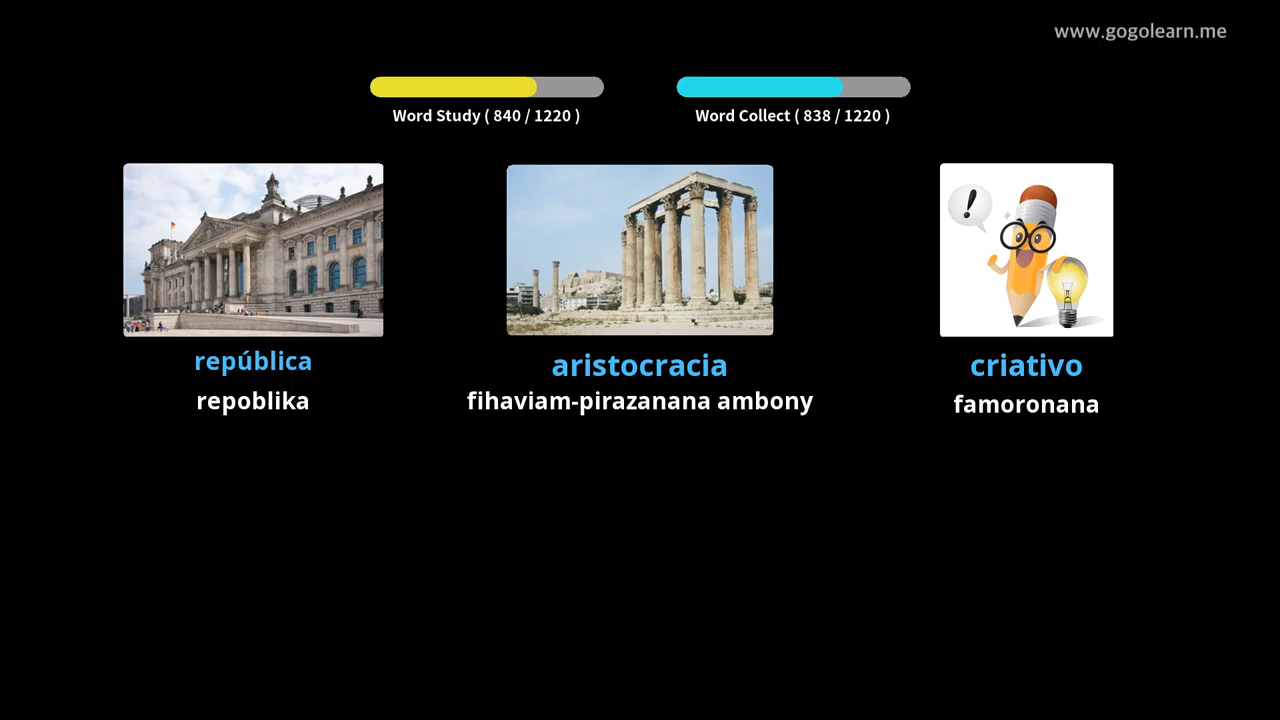 www.gogolearn.me
Word Study ( 840 / 1220 )
Word Collect ( 838 / 1220 )
república
repoblika
aristocracia
fihaviam-pirazanana ambony
criativo
famoronana